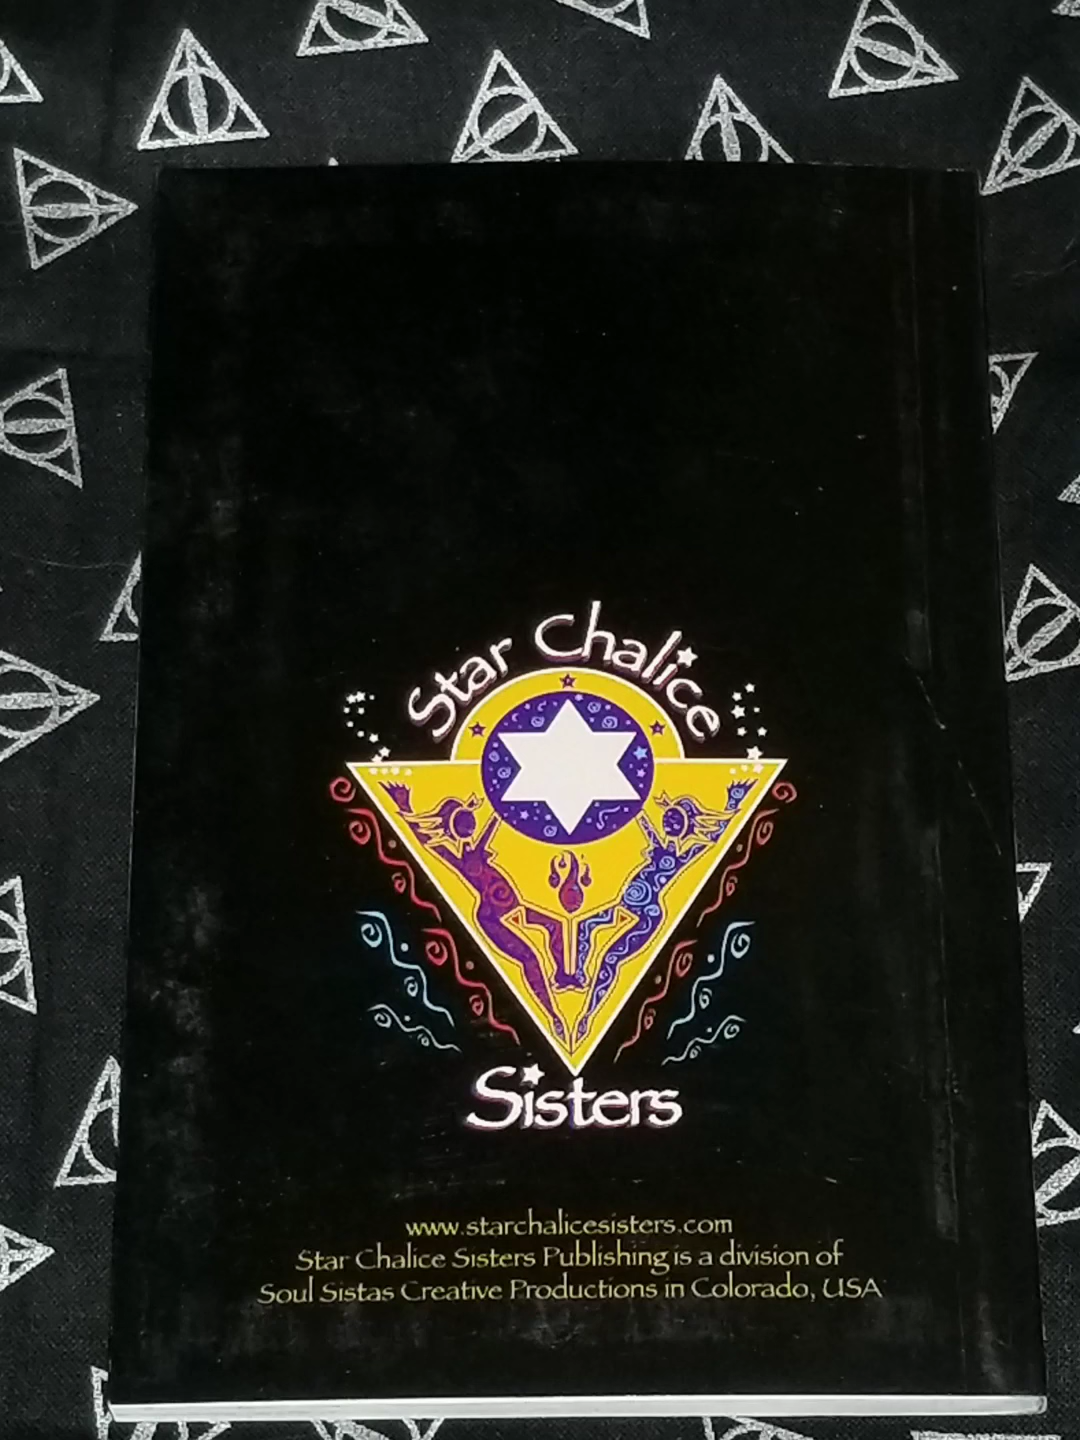 Star Chalice
Sisters
www.starchalicesisters.com
Star Chalice Sisters Publishing is a division of
Soul Sistas Creative Productions in Colorado, USA